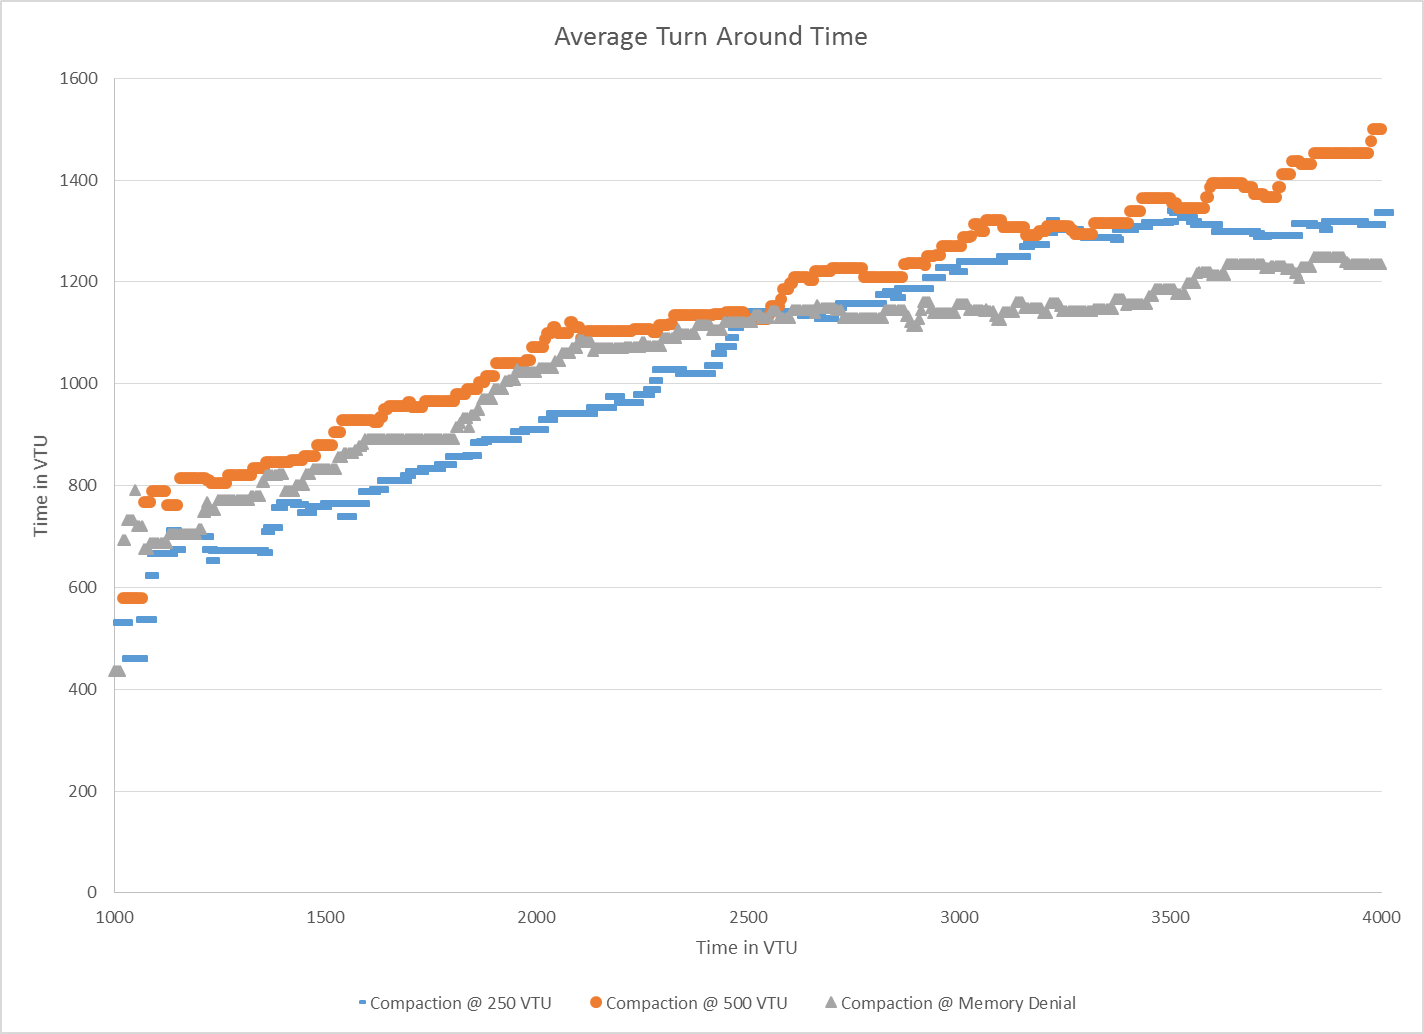 Average Turn Around Time
1600
1400
1200
1000
800
600
400
200
0
Time in VTU
1000 1500 2000 2500 3000 3500 4000
Time in VTU
Compaction @ 250 VTU Compaction @ 500 VTU Compaction @ Memory Denial